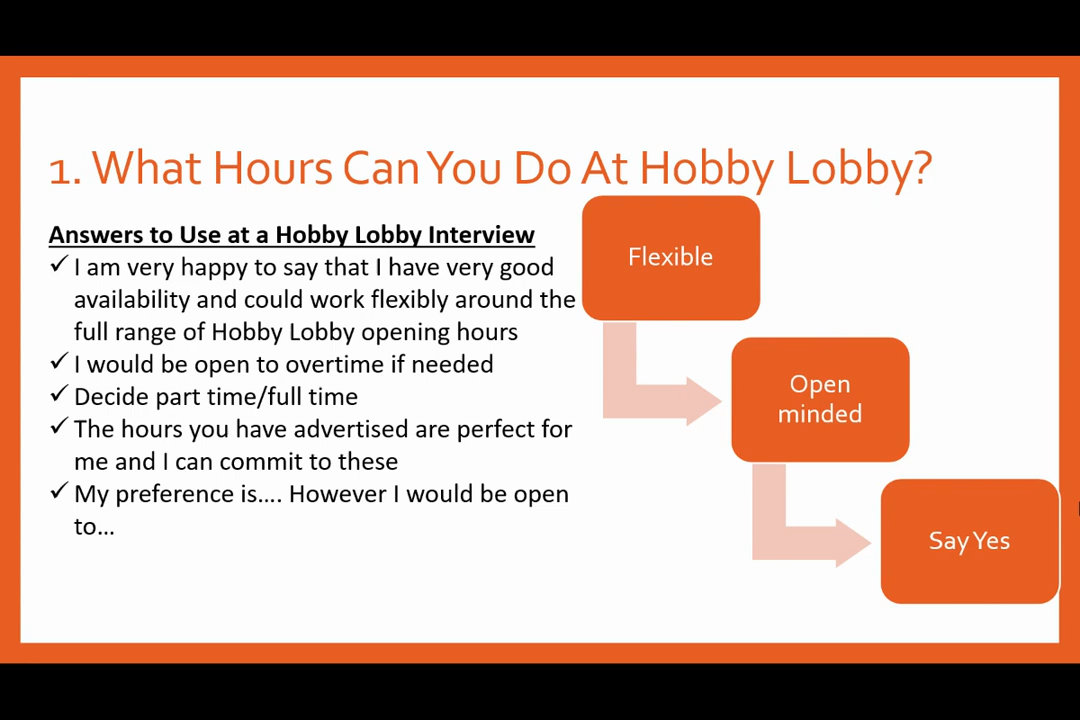 1. What Hours Can You Do At Hobby Lobby?
Answers to Use at a Hobby Lobby Interview
✓ I am very happy to say that I have very good
availability and could work flexibly around the
full range of Hobby Lobby opening hours
✓ I would be open to overtime if needed
✓ Decide part time/full time
✓ The hours you have advertised are perfect for
me and I can commit to these
✓ My preference is…. However I would be open
to…
Flexible
Open
minded
Say Yes